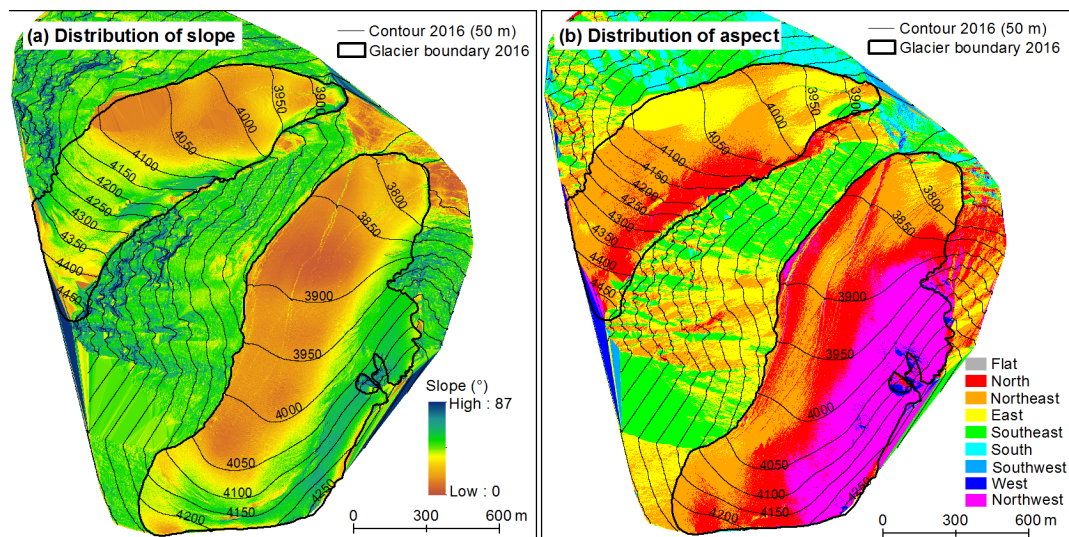 (a) Distribution of slope
Contour 2016 (50 m)
Glacier boundary 2016
3900
3950
4000
4050
4100
4150
4200
4250
4300
4350
4400
4450
3800
3850
3900
3950
4000
4050
4100
4150
4200
4250
Slope (°)
High : 87
Low : 0
0 300 600 m
(b) Distribution of aspect
Contour 2016 (50 m)
Glacier boundary 2016
3900
3950
4000
4050
4100
4150
4200
4250
4300
4350
4400
4450
3800
3850
3900
3950
4000
4050
4100
4150
4200
4250
Flat
North
Northeast
East
Southeast
South
Southwest
West
Northwest
0 300 600 m